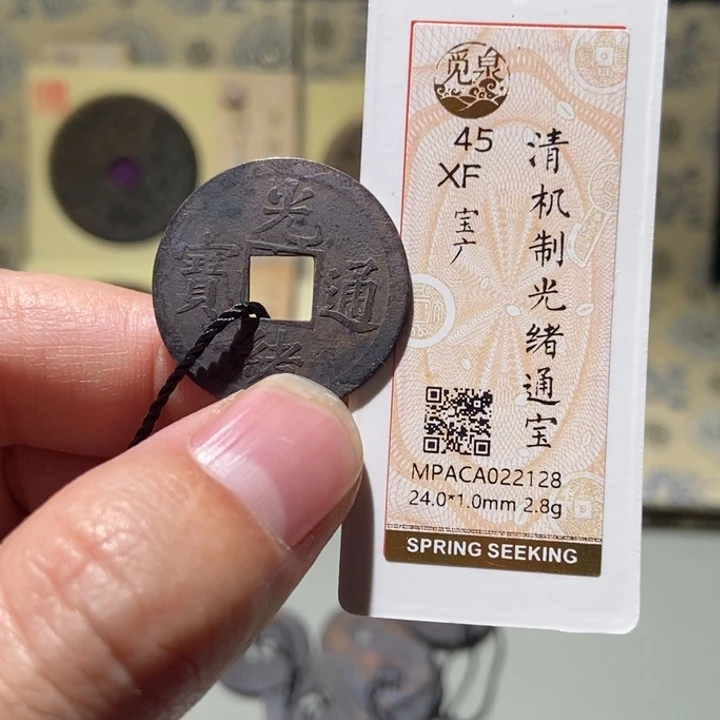 光
寶 通
緒
觅泉
45
XF
宝广
清机制光绪通宝
MPACA022128
24.0*1.0mm 2.8g
SPRING SEEKING